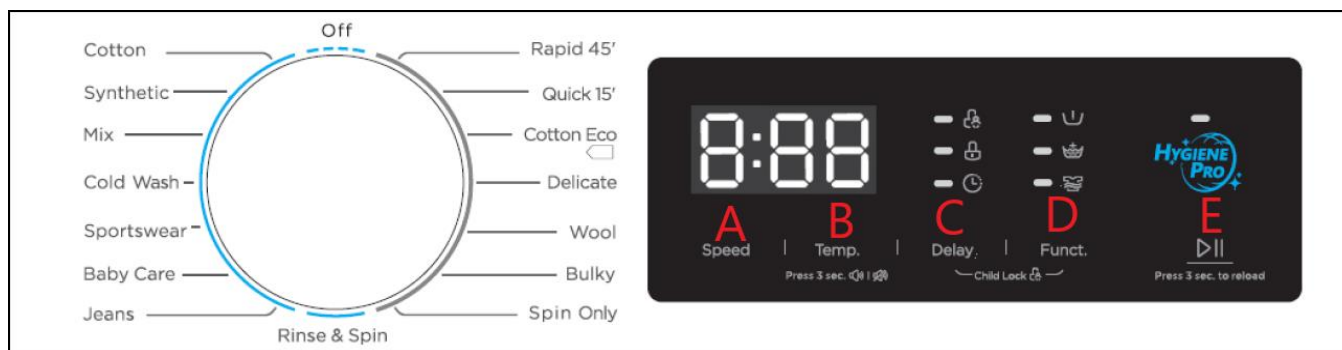 Off
Cotton
Synthetic
Mix
Cold Wash
Sportswear
Baby Care
Jeans
Rinse & Spin
Rapid 45'
Quick 15'
Cotton Eco
Delicate
Wool
Bulky
Spin Only
8:88
HYGIENE
PRO
A B C D E
Speed | Temp. | Delay. | Funct.
Press 3 sec. | Child Lock
Press 3 sec. to reload